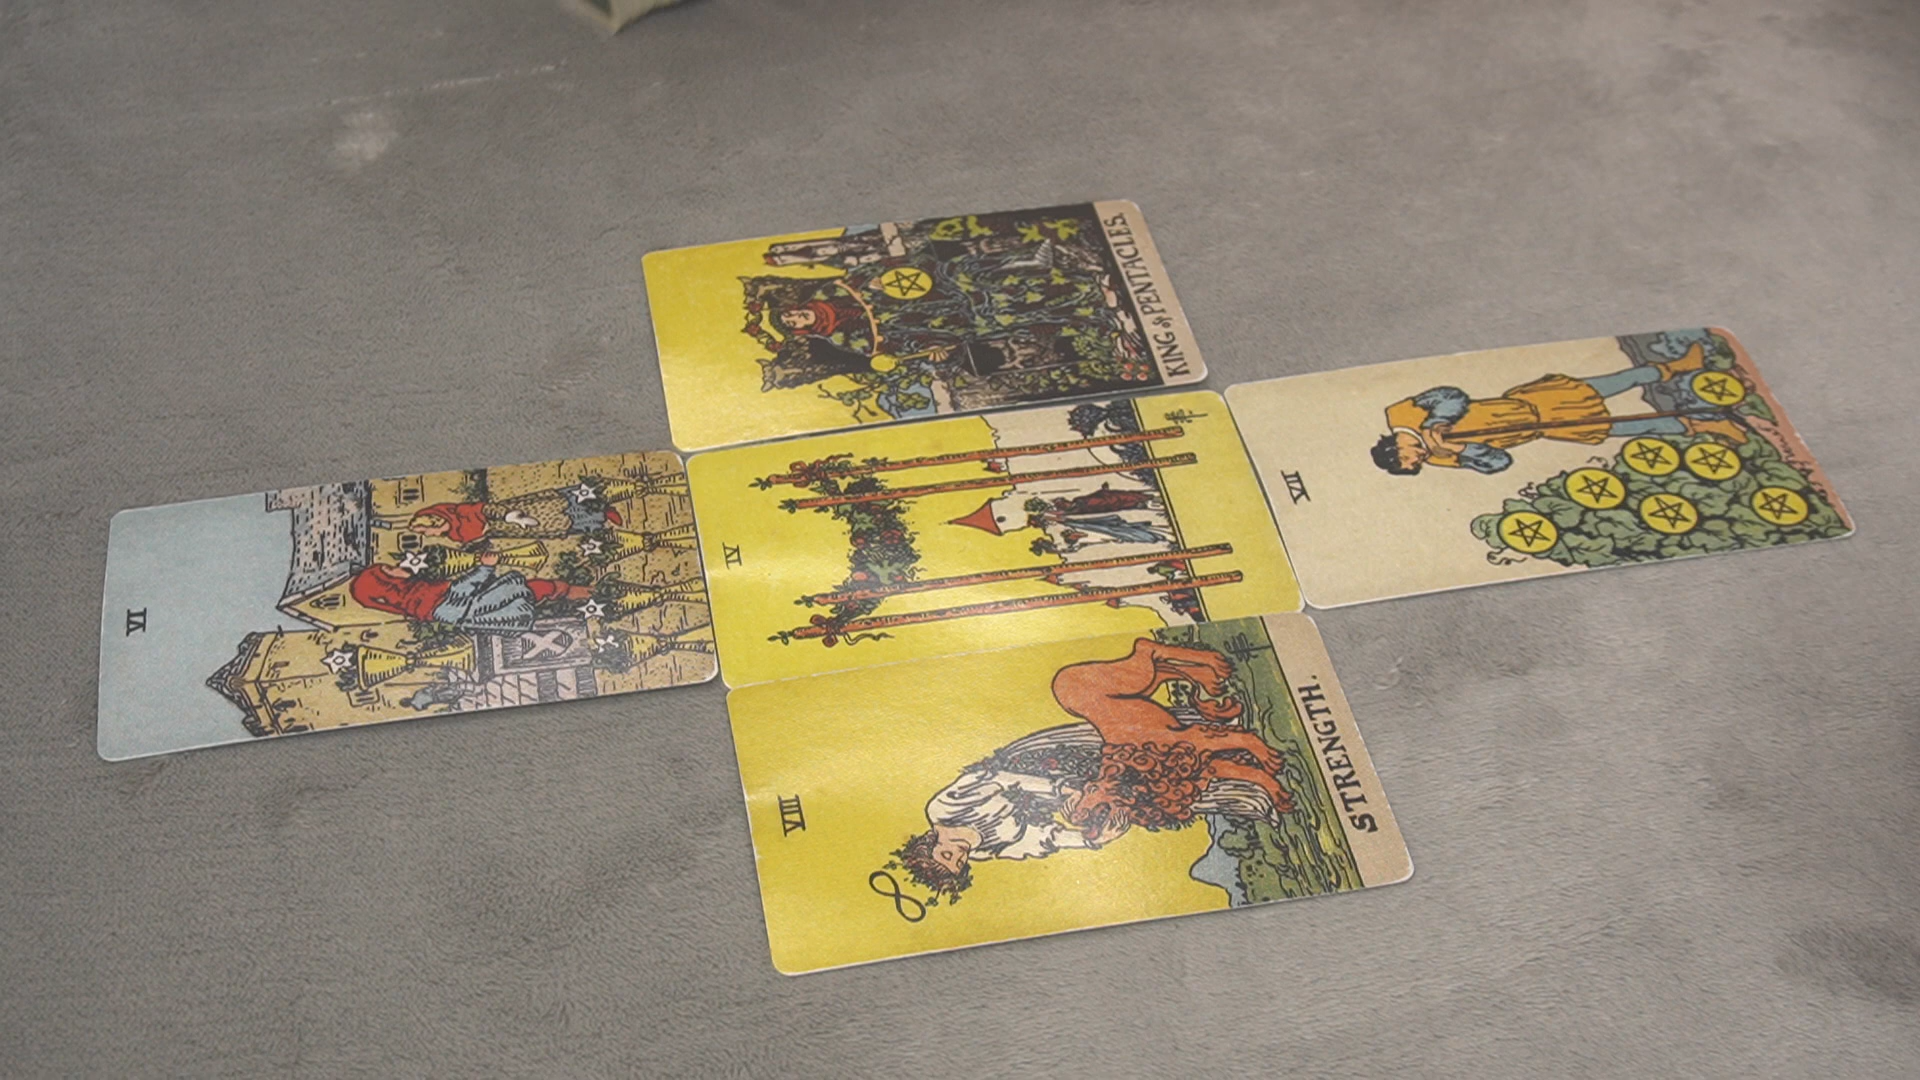 KING of PENTACLES.
VII
VI
IV
VIII
STRENGTH.